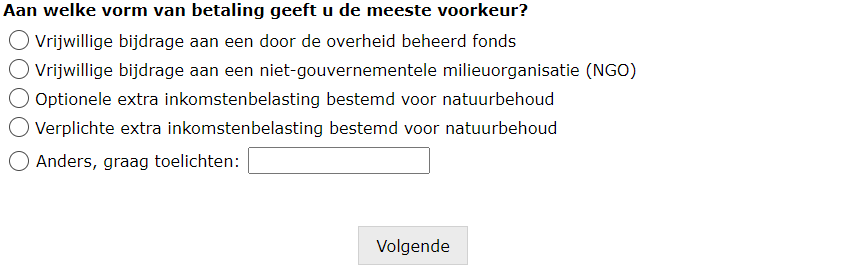 Aan welke vorm van betaling geeft u de meeste voorkeur?
Vrijwillige bijdrage aan een door de overheid beheerd fonds
Vrijwillige bijdrage aan een niet-gouvernementele milieuorganisatie (NGO)
Optionele extra inkomstenbelasting bestemd voor natuurbehoud
Verplichte extra inkomstenbelasting bestemd voor natuurbehoud
Anders, graag toelichten:
Volgende